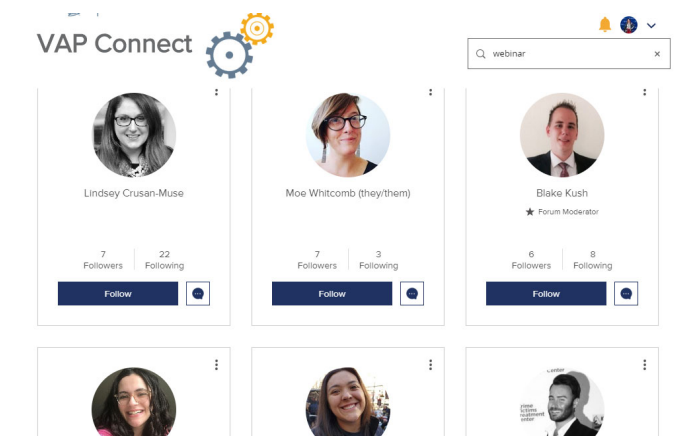 VAP Connect
webinar
Lindsey Crusan-Muse
7
Followers
22
Following
Follow
Moe Whitcomb (they/them)
7
Followers
3
Following
Follow
Blake Kush
Forum Moderator
6
Followers
8
Following
Follow